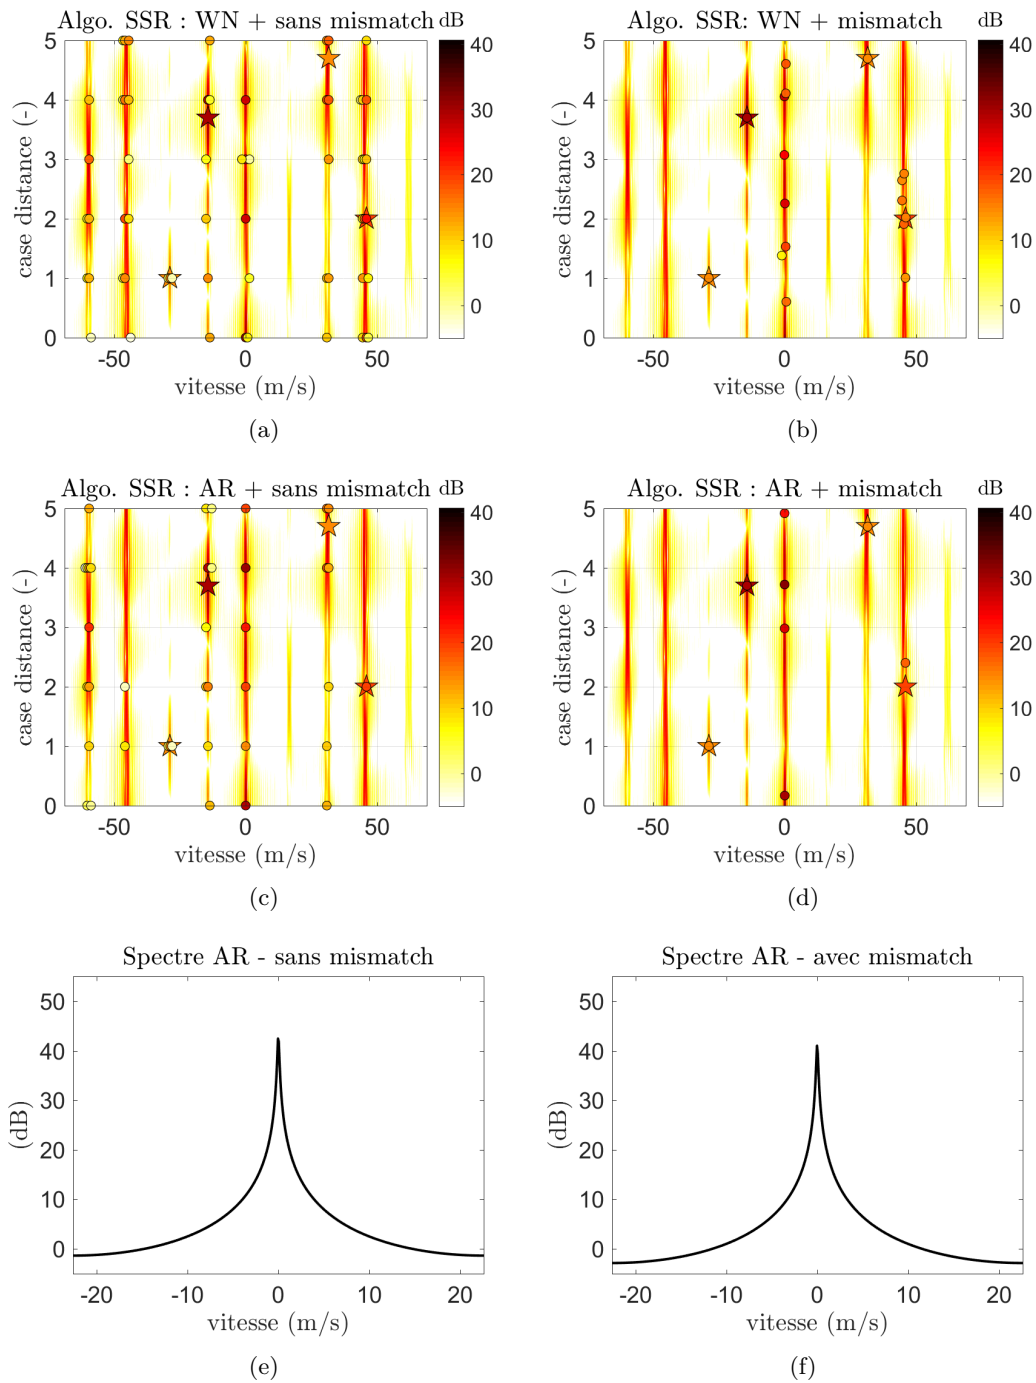 Algo. SSR : WN + sans mismatch dB
Algo. SSR: WN + mismatch dB
case distance (-)
5
4
3
2
1
0
-50 0 50
vitesse (m/s)
40
30
20
10
0
(a)
case distance (-)
5
4
3
2
1
0
-50 0 50
vitesse (m/s)
40
30
20
10
0
(b)
Algo. SSR : AR + sans mismatch dB
Algo. SSR : AR + mismatch dB
case distance (-)
5
4
3
2
1
0
-50 0 50
vitesse (m/s)
40
30
20
10
0
(c)
case distance (-)
5
4
3
2
1
0
-50 0 50
vitesse (m/s)
40
30
20
10
0
(d)
Spectre AR - sans mismatch
(dB)
50
40
30
20
10
0
-20 -10 0 10 20
vitesse (m/s)
(e)
Spectre AR - avec mismatch
(dB)
50
40
30
20
10
0
-20 -10 0 10 20
vitesse (m/s)
(f)